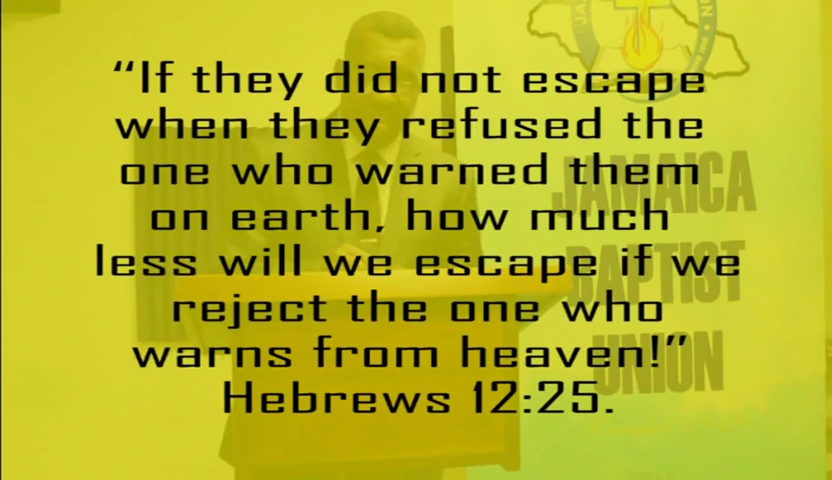 “If they did not escape
when they refused the
one who warned them
on earth, how much
less will we escape if we
reject the one who
warns from heaven!”
Hebrews 12:25.
JAMAICA
BAPTIST
UNION